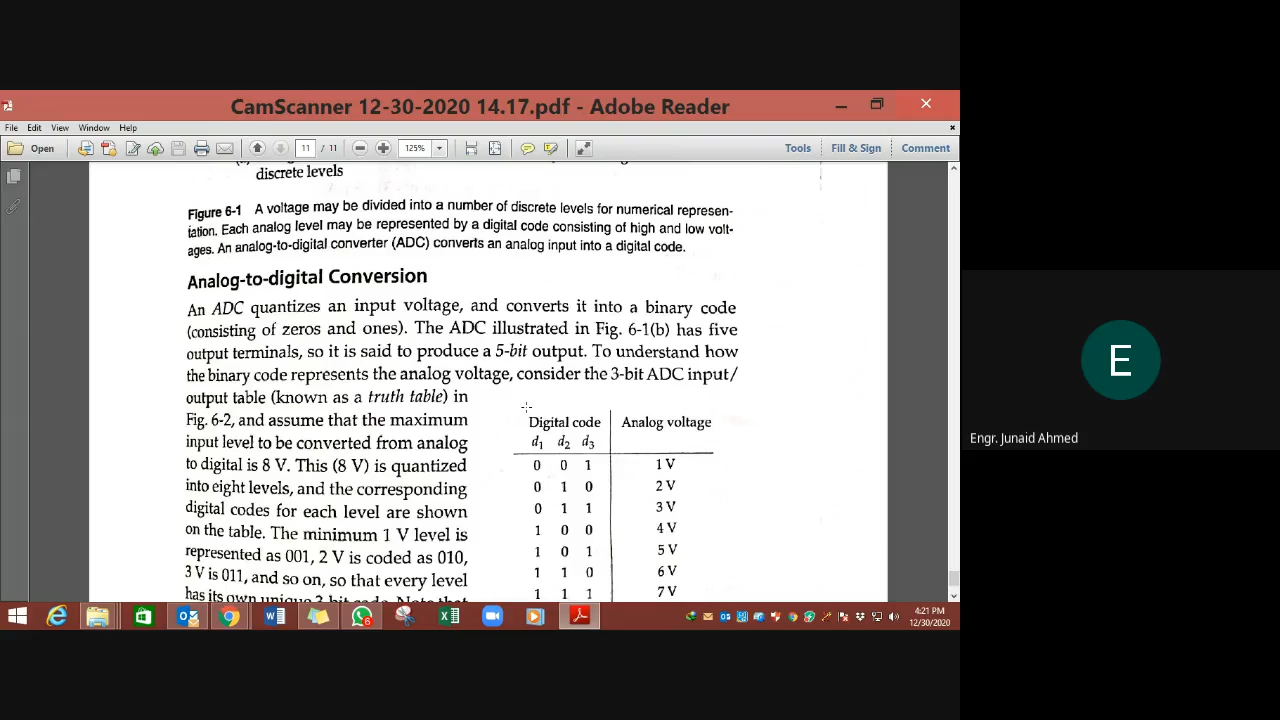 CamScanner 12-30-2020 14.17.pdf - Adobe Reader
File Edit View Window Help
Open 11 / 11 125% Tools Fill & Sign Comment
discrete levels
Figure 6-1 A voltage may be divided into a number of discrete levels for numerical represen-
tation. Each analog level may be represented by a digital code consisting of high and low volt-
ages. An analog-to-digital converter (ADC) converts an analog input into a digital code.
Analog-to-digital Conversion
An ADC quantizes an input voltage, and converts it into a binary code
(consisting of zeros and ones). The ADC illustrated in Fig. 6-1(b) has five
output terminals, so it is said to produce a 5-bit output. To understand how
the binary code represents the analog voltage, consider the 3-bit ADC input/
output table (known as a truth table) in
Fig. 6-2, and assume that the maximum
input level to be converted from analog
to digital is 8 V. This (8 V) is quantized
into eight levels, and the corresponding
digital codes for each level are shown
on the table. The minimum 1 V level is
represented as 001, 2 V is coded as 010,
3 V is 011, and so on, so that every level
has its own unique 3-bit code. Note that
Digital code Analog voltage
d1 d2 d3
0 0 1 1 V
0 1 0 2 V
0 1 1 3 V
1 0 0 4 V
1 0 1 5 V
1 1 0 6 V
1 1 1 7 V
E
Engr. Junaid Ahmed
6
4:21 PM
12/30/2020